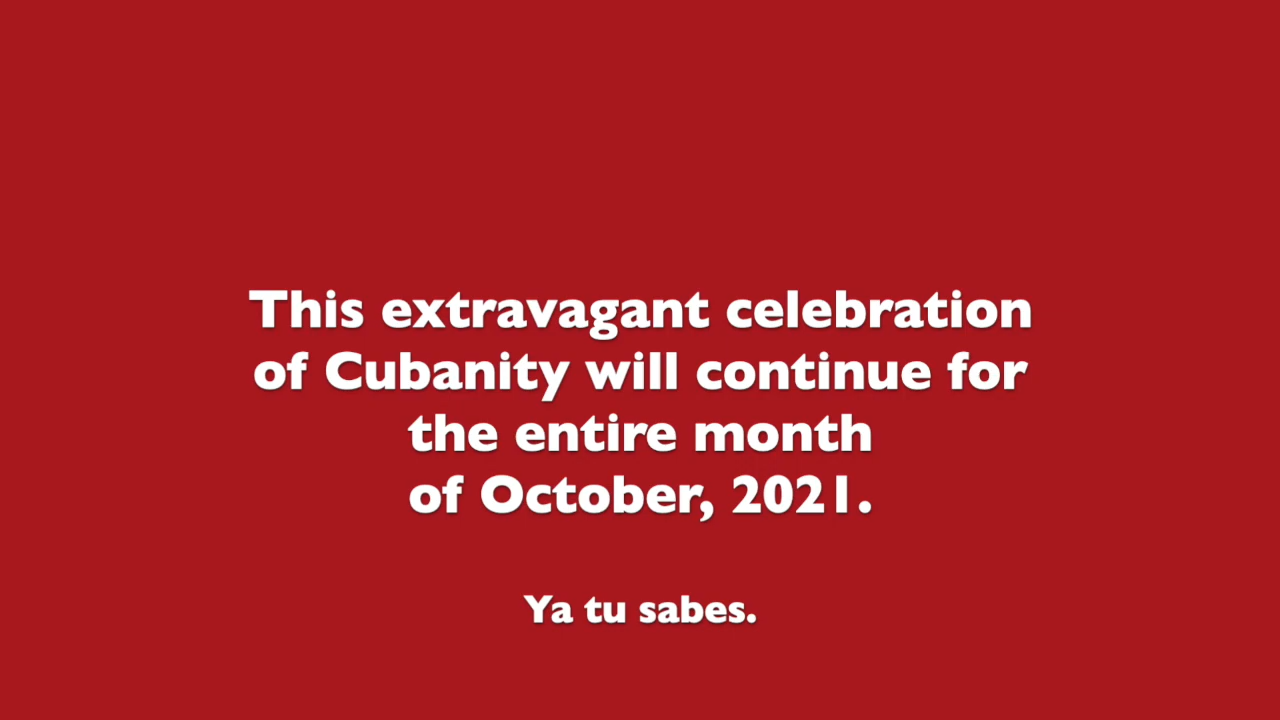 This extravagant celebration
of Cubanity will continue for
the entire month
of October, 2021.
Ya tu sabes.